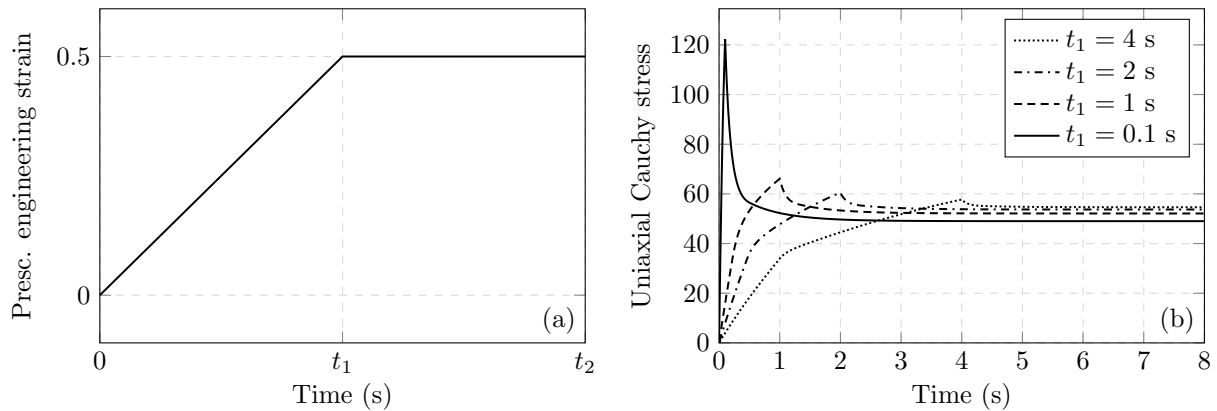 Presc. engineering strain
0.5
0
0
t₁
t₂
Time (s)
(a)
Uniaxial Cauchy stress
120
100
80
60
40
20
0
0 1 2 3 4 5 6 7 8
Time (s)
t₁ = 4 s
t₁ = 2 s
t₁ = 1 s
t₁ = 0.1 s
(b)